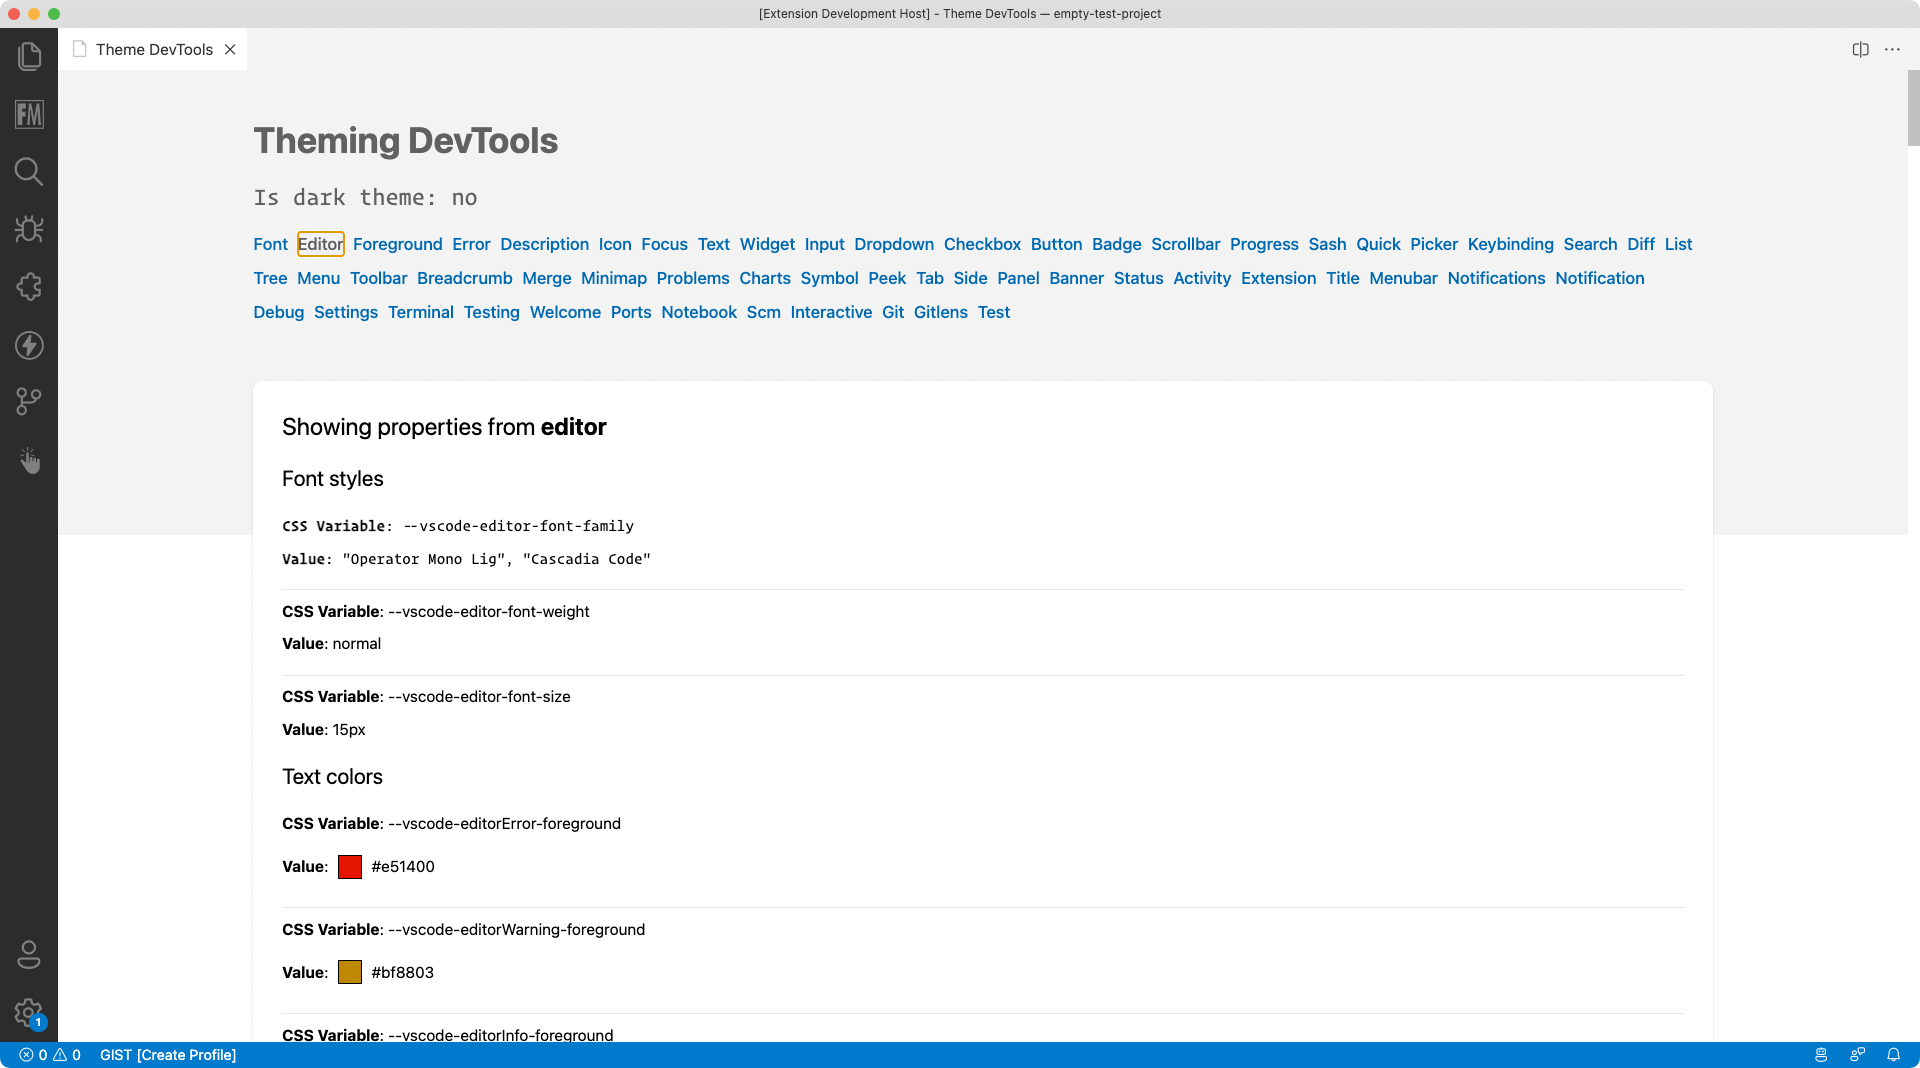 [Extension Development Host] - Theme DevTools — empty-test-project
Theme DevTools
FM
Theming DevTools
Is dark theme: no
Font Editor Foreground Error Description Icon Focus Text Widget Input Dropdown Checkbox Button Badge Scrollbar Progress Sash Quick Picker Keybinding Search Diff List
Tree Menu Toolbar Breadcrumb Merge Minimap Problems Charts Symbol Peek Tab Side Panel Banner Status Activity Extension Title Menubar Notifications Notification
Debug Settings Terminal Testing Welcome Ports Notebook Scm Interactive Git Gitlens Test
Showing properties from editor
Font styles
CSS Variable: --vscode-editor-font-family
Value: "Operator Mono Lig", "Cascadia Code"
CSS Variable: --vscode-editor-font-weight
Value: normal
CSS Variable: --vscode-editor-font-size
Value: 15px
Text colors
CSS Variable: --vscode-editorError-foreground
Value: #e51400
CSS Variable: --vscode-editorWarning-foreground
Value: #bf8803
CSS Variable: --vscode-editorInfo-foreground
1
0 0 GIST [Create Profile]